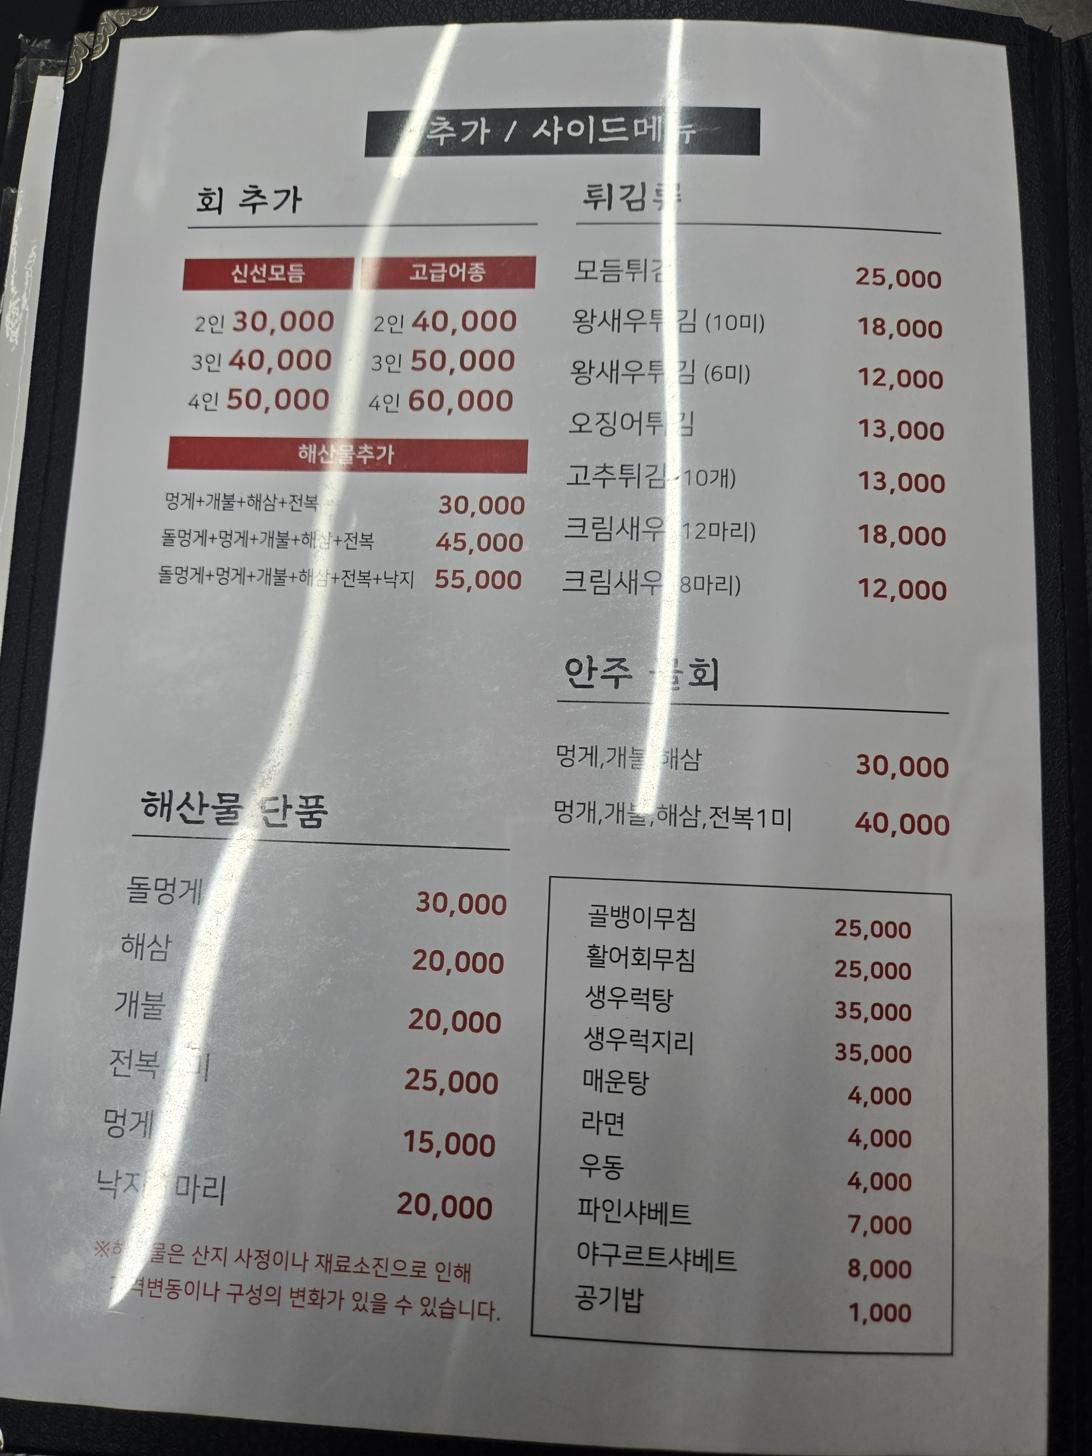 추가 / 사이드메뉴
회 추가
신선모듬 고급어종
2인 30,000 2인 40,000
3인 40,000 3인 50,000
4인 50,000 4인 60,000
해산물추가
멍게+개불+해삼+전복 30,000
돌멍게+멍게+개불+해삼+전복 45,000
돌멍게+멍게+개불+해삼+전복+낙지 55,000
해산물 단품
돌멍게 30,000
해삼 20,000
개불 20,000
전복 미 25,000
멍게 15,000
낙지 마리 20,000
※해산물은 산지 사정이나 재료소진으로 인해
가격변동이나 구성의 변화가 있을 수 있습니다.
튀김류
모듬튀김 25,000
왕새우튀김 (10미) 18,000
왕새우튀김 (6미) 12,000
오징어튀김 13,000
고추튀김 (10개) 13,000
크림새우 (12마리) 18,000
크림새우 (8마리) 12,000
안주 물회
멍게,개불,해삼 30,000
멍개,개불,해삼,전복1미 40,000
골뱅이무침 25,000
활어회무침 25,000
생우럭탕 35,000
생우럭지리 35,000
매운탕 4,000
라면 4,000
우동 4,000
파인샤베트 7,000
야구르트샤베트 8,000
공기밥 1,000